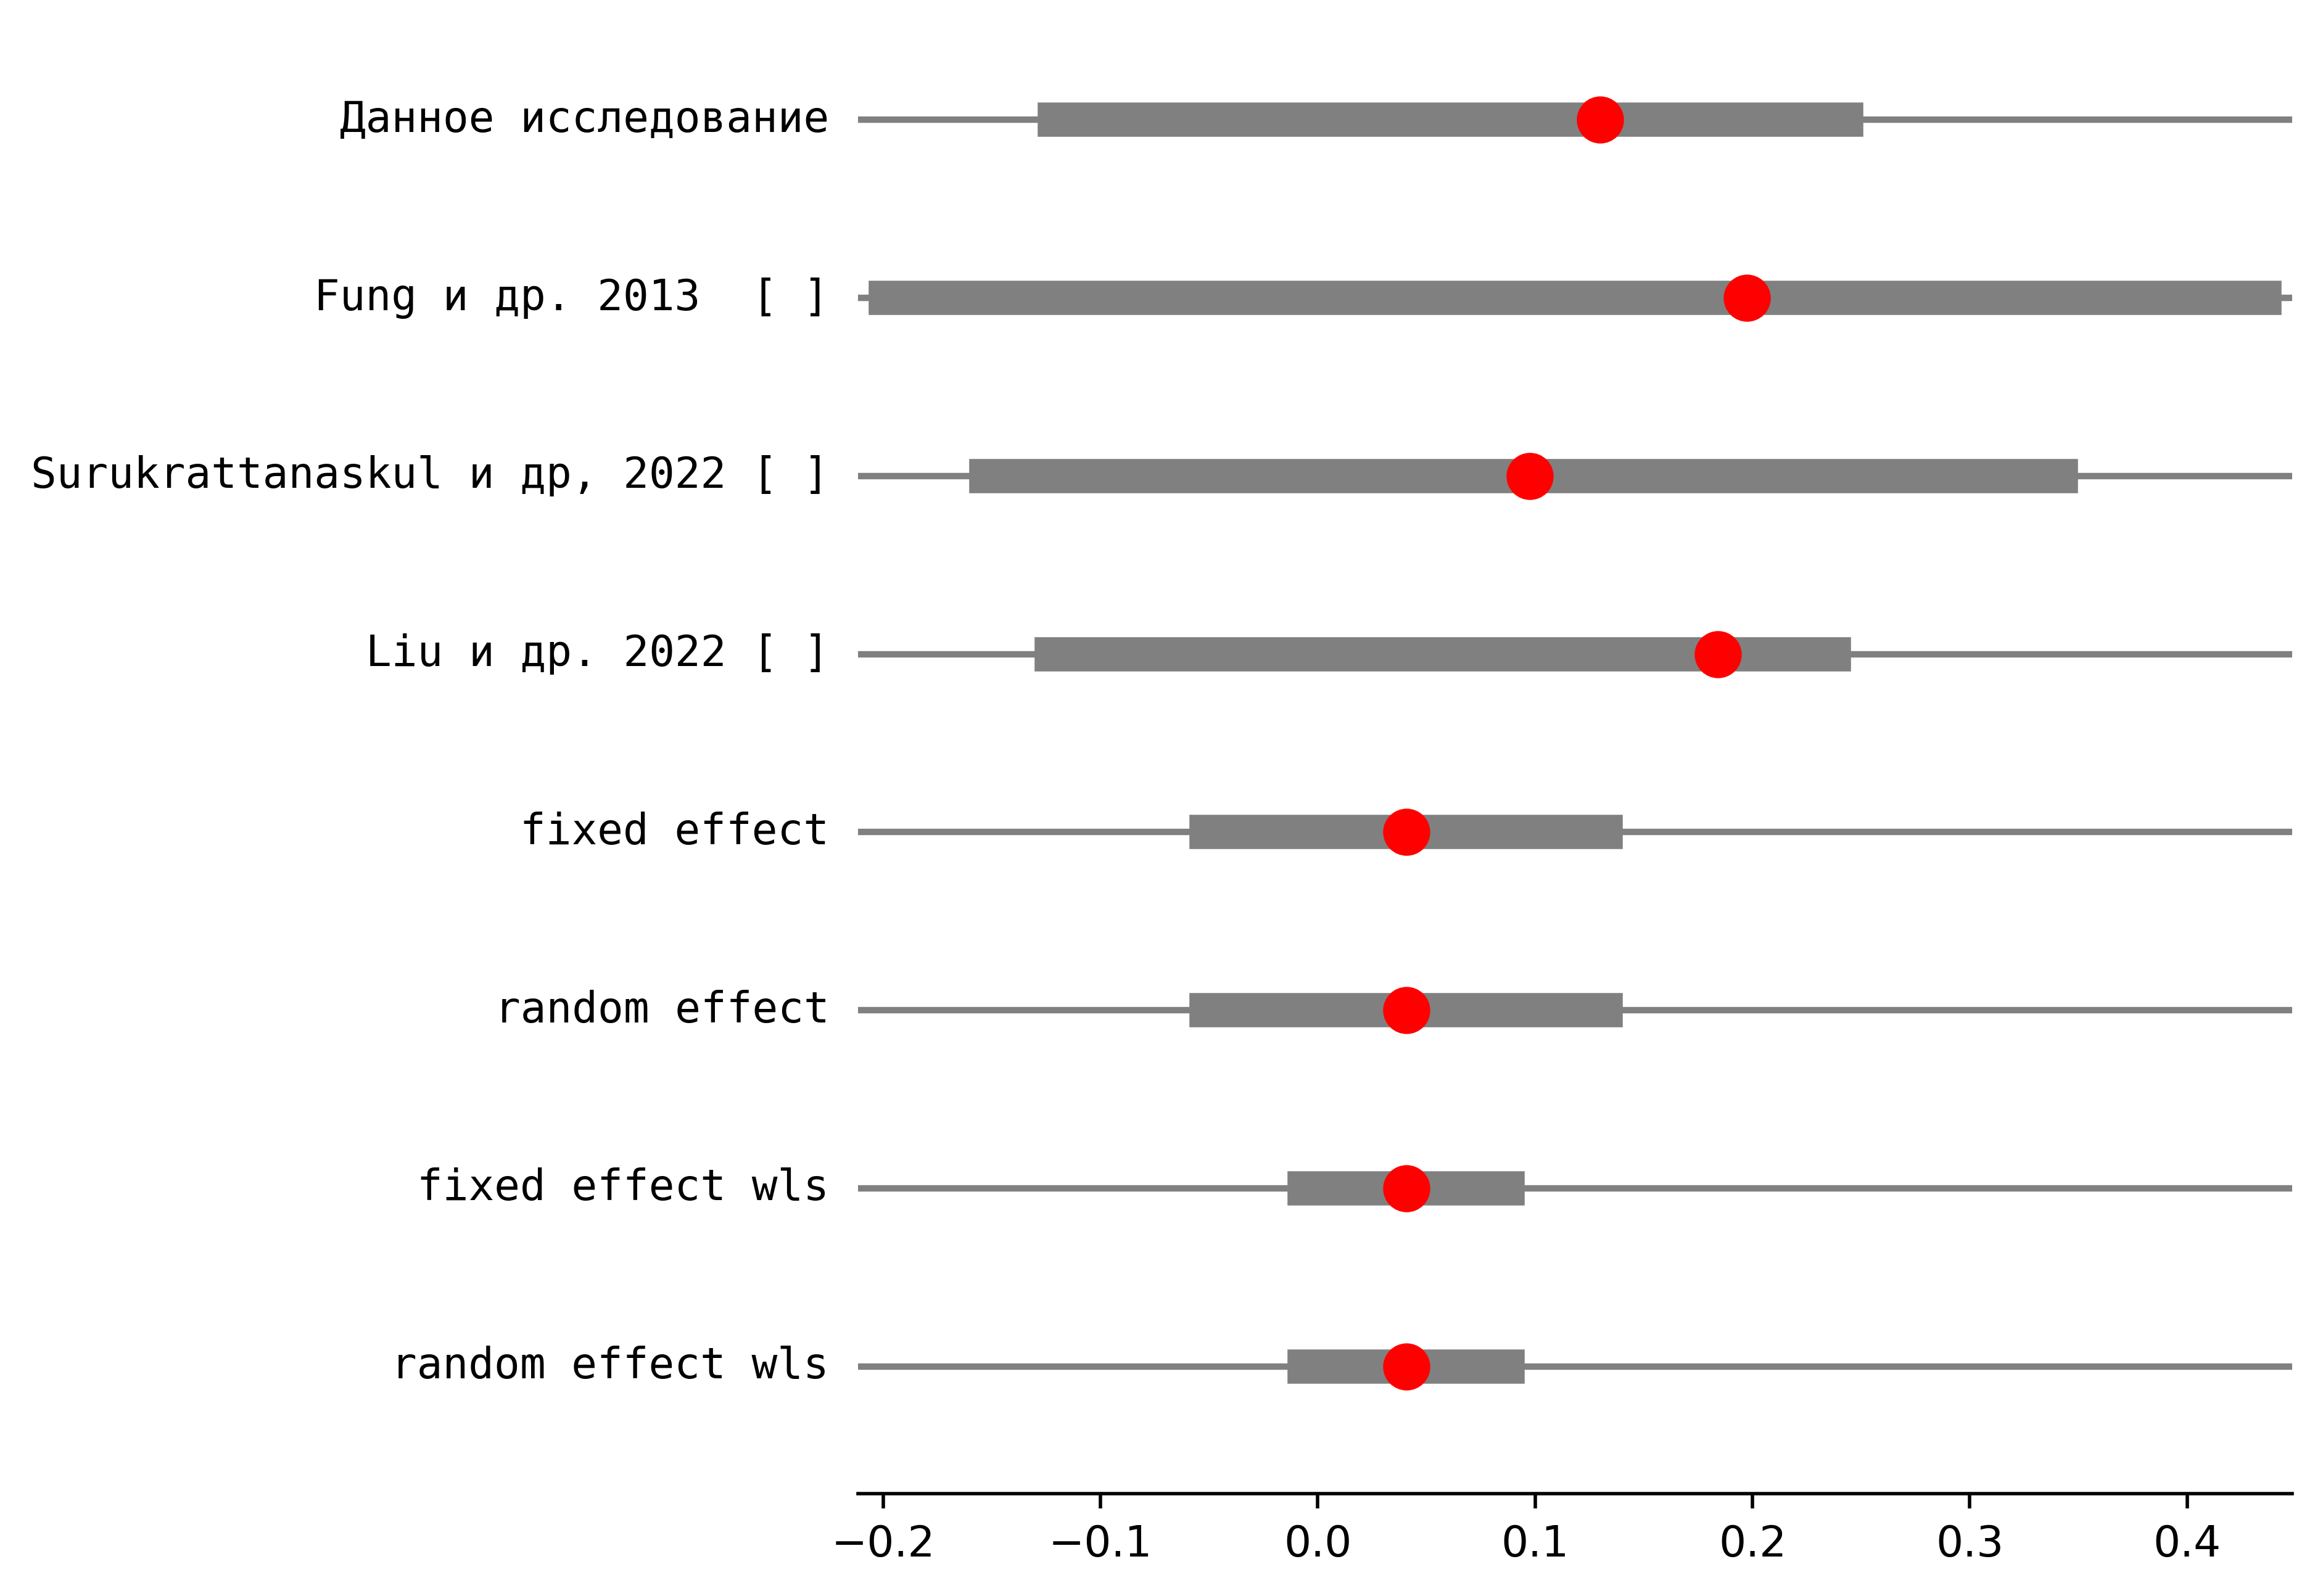 Данное исследование
Fung и др. 2013  [ ]
Surukrattanaskul и др, 2022 [ ]
Liu и др. 2022 [ ]
fixed effect
random effect
fixed effect wls
random effect wls
−0.2 −0.1 0.0 0.1 0.2 0.3 0.4